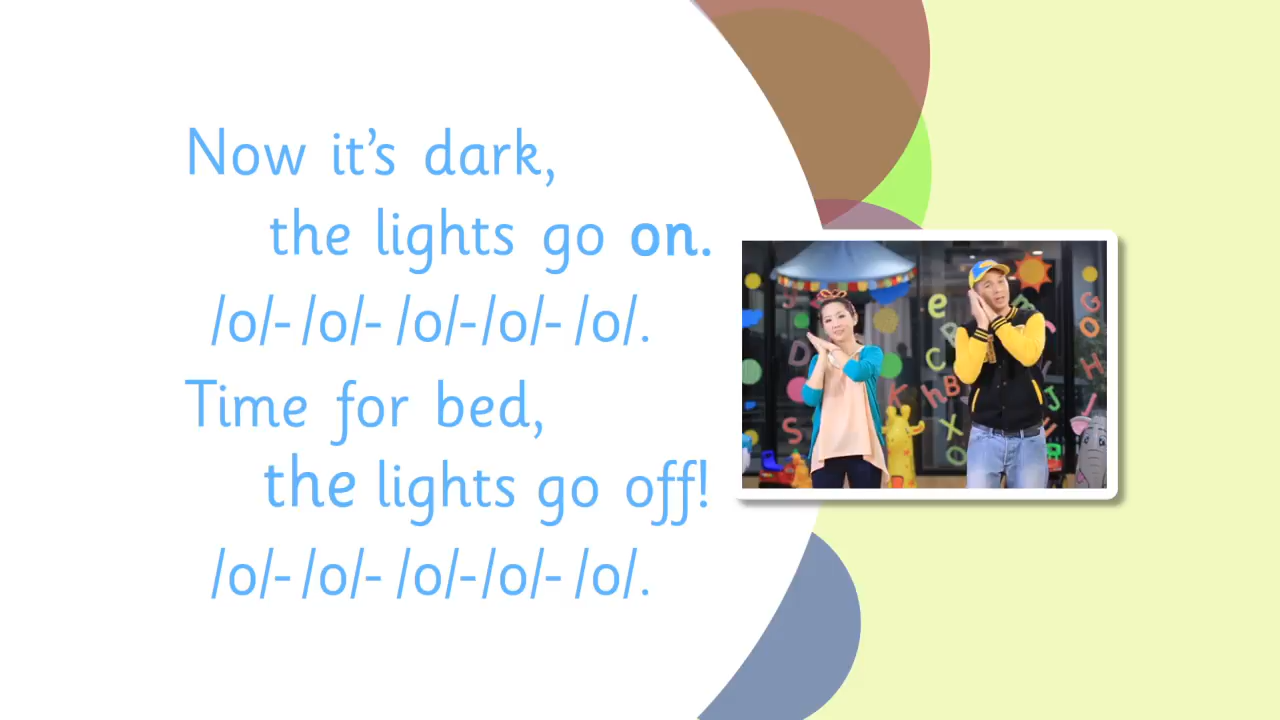 Now it's dark,
the lights go on.
/o/- /o/- /o/-/o/- /o/.
Time for bed,
the lights go off!
/o/- /o/- /o/-/o/- /o/.